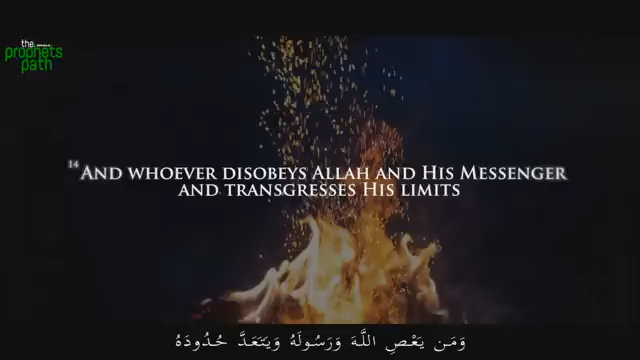 the
prophets
path
14 AND WHOEVER DISOBEYS ALLAH AND HIS MESSENGER
AND TRANSGRESSES HIS LIMITS
وَمَن يَعْصِ اللَّهَ وَرَسُولَهُ وَيَتَعَدَّ حُدُودَهُ